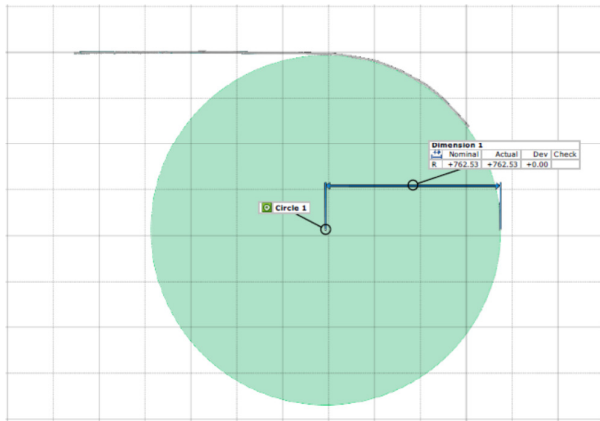 Dimension 1
Nominal Actual Dev Check
R +762.53 +762.53 +0.00
Circle 1